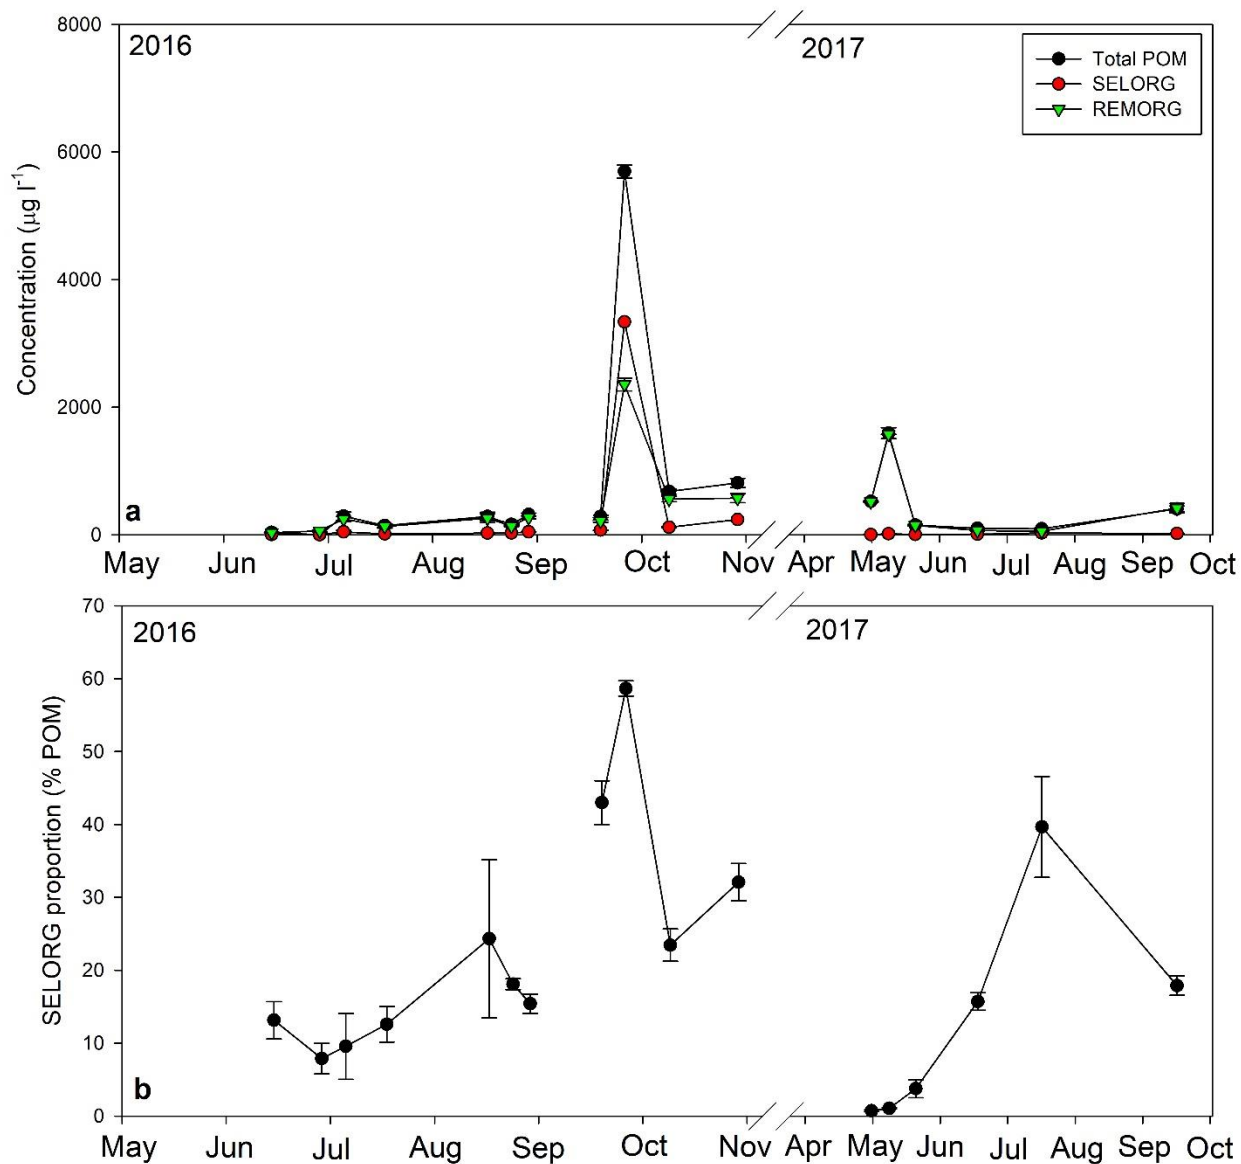 8000
2016
2017
Total POM
SELORG
REMORG
6000
4000
2000
0
Concentration (µg l⁻¹)
a
May Jun Jul Aug Sep Oct Nov Apr May Jun Jul Aug Sep Oct
70
2016
2017
60
50
40
30
20
10
0
SELORG proportion (% POM)
b
May Jun Jul Aug Sep Oct Nov Apr May Jun Jul Aug Sep Oct